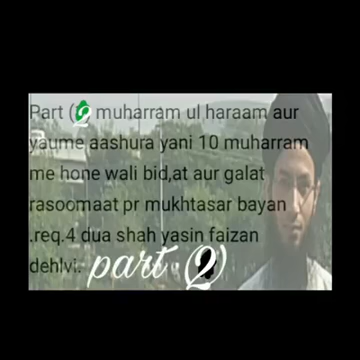 Part (2) muharram ul haraam aur
yaume aashura yani 10 muharram
me hone wali bid,at aur galat
rasoomaat pr mukhtasar bayan
.req.4 dua shah yasin faizan
dehlvi.
part (2)